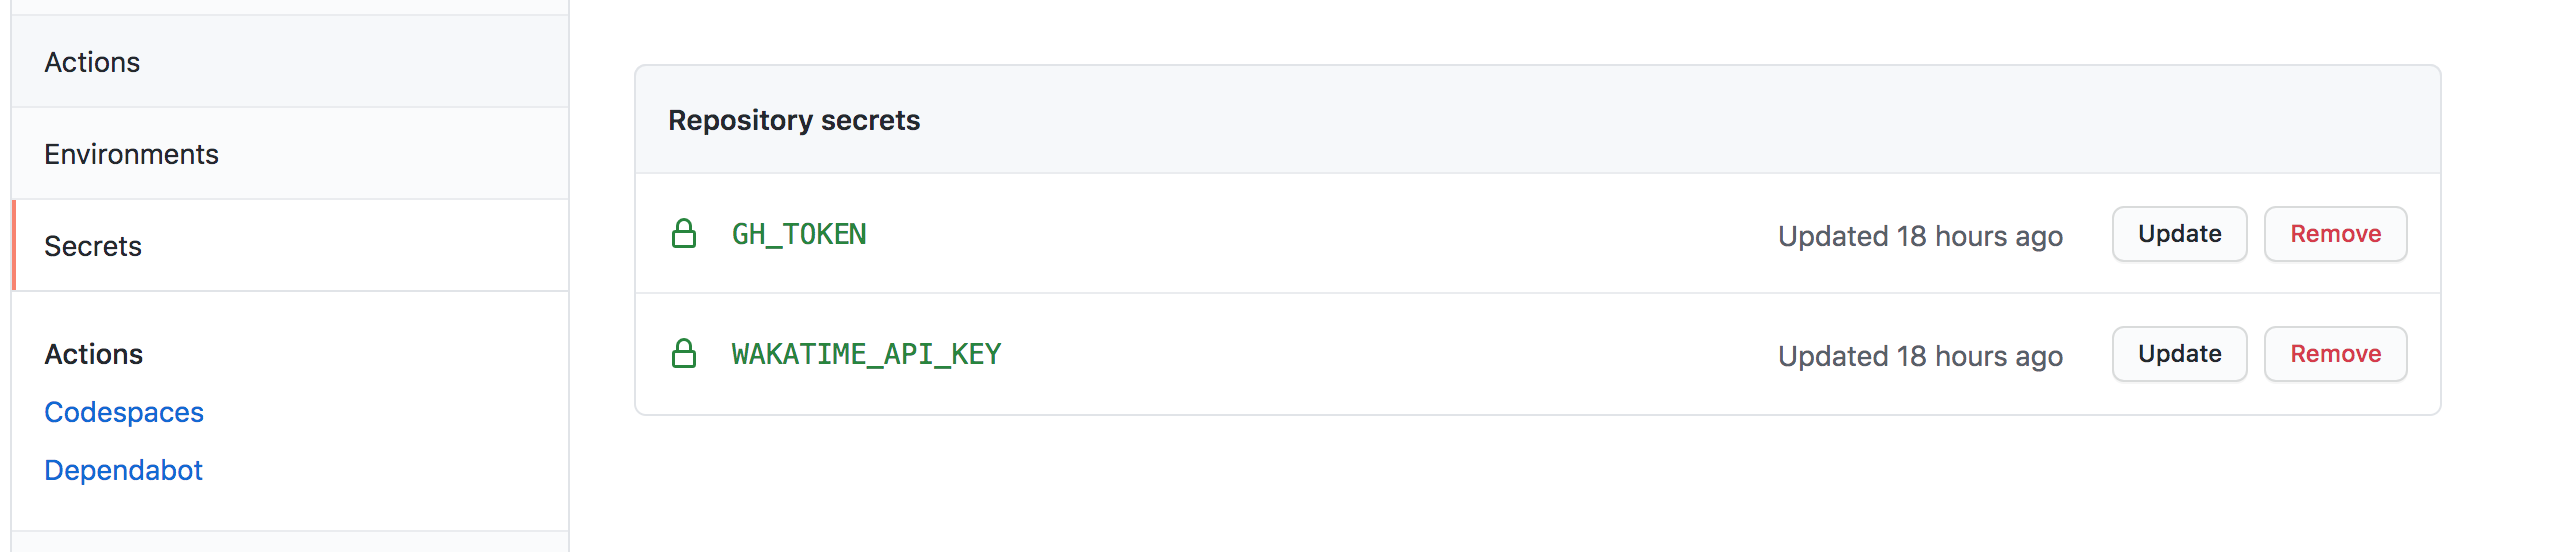 Actions
Environments
Secrets
Actions
Codespaces
Dependabot
Repository secrets
GH_TOKEN Updated 18 hours ago Update Remove
WAKATIME_API_KEY Updated 18 hours ago Update Remove